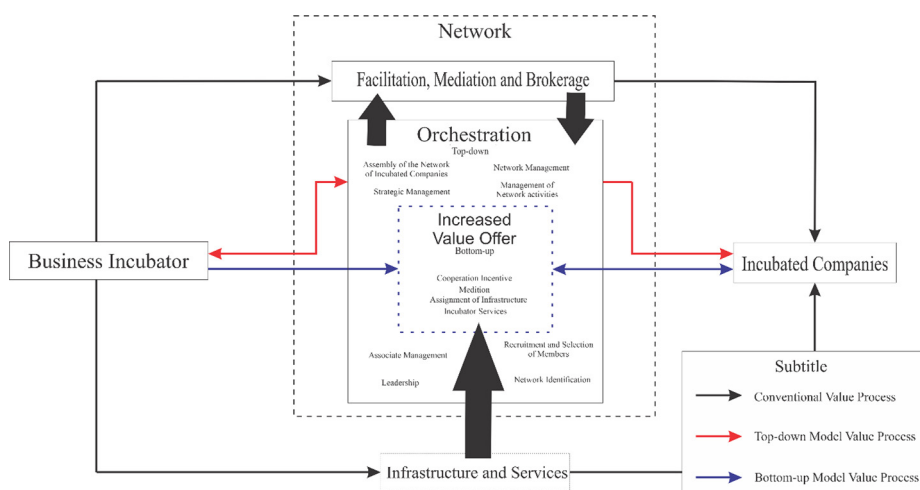 Network
Facilitation, Mediation and Brokerage
Orchestration
Top-down
Assembly of the Network
of Incubated Companies
Network Management
Strategic Management
Management of
Network activities
Increased
Value Offer
Bottom-up
Cooperation Incentive
Medition
Assignment of Infrastructure
Incubator Services
Business Incubator
Incubated Companies
Associate Management
Recruitment and Selection
of Members
Leadership
Network Identification
Infrastructure and Services
Subtitle
Conventional Value Process
Top-down Model Value Process
Bottom-up Model Value Process